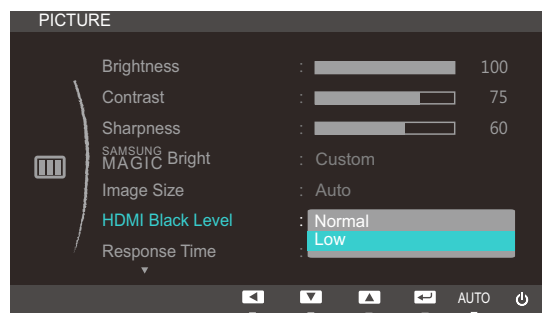 PICTURE
Brightness : 100
Contrast : 75
Sharpness : 60
SAMSUNG
MAGIC Bright : Custom
Image Size : Auto
HDMI Black Level : Normal
Low
Response Time :
AUTO